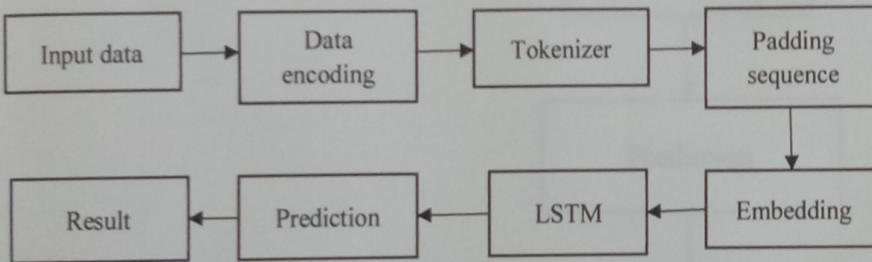 Input data
Data
encoding
Tokenizer
Padding
sequence
Embedding
LSTM
Prediction
Result